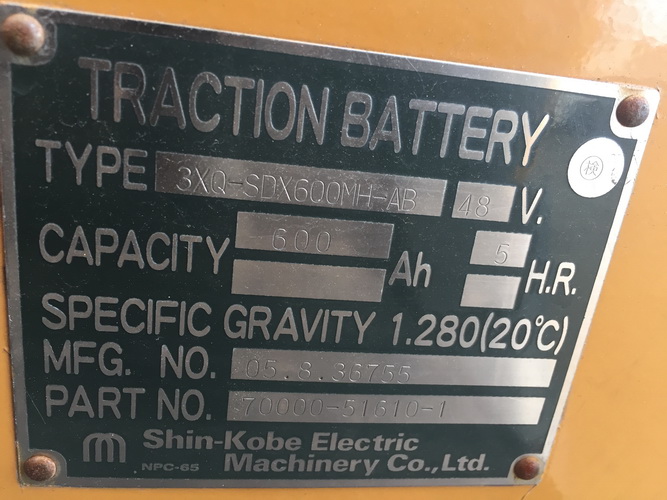 TRACTION BATTERY
検
TYPE 3XQ-SDX600MH-AB 48 V.
CAPACITY 600 Ah 5 H.R.
SPECIFIC GRAVITY 1.280(20℃)
MFG. NO. 05.8.36755
PART NO. 70000-51610-1
Shin-Kobe Electric
NPC-65 Machinery Co.,Ltd.